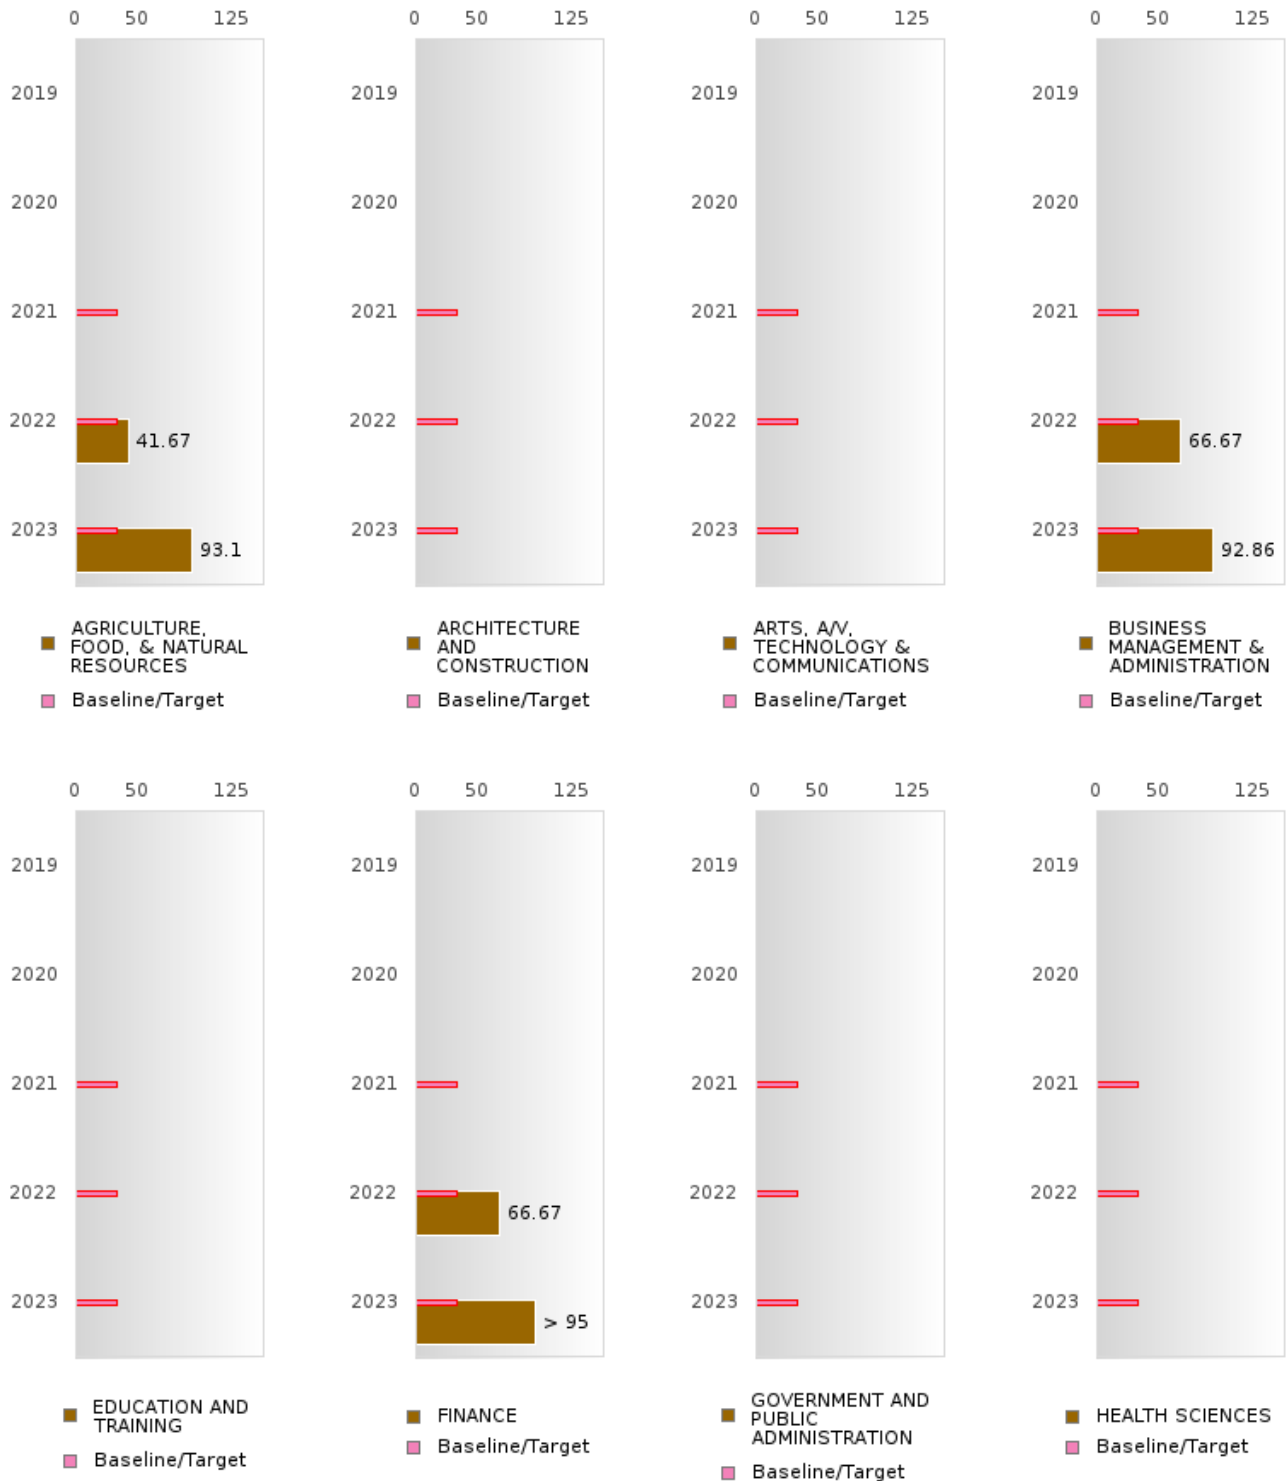 0 50 125 0 50 125 0 50 125 0 50 125
2019 2019 2019 2019
2020 2020 2020 2020
2021 2021 2021 2021
2022 2022 2022 2022
41.67 66.67
2023 2023 2023 2023
93.1 92.86
AGRICULTURE,
FOOD, & NATURAL
RESOURCES
Baseline/Target
ARCHITECTURE
AND
CONSTRUCTION
Baseline/Target
ARTS, A/V,
TECHNOLOGY &
COMMUNICATIONS
Baseline/Target
BUSINESS
MANAGEMENT &
ADMINISTRATION
Baseline/Target
0 50 125 0 50 125 0 50 125 0 50 125
2019 2019 2019 2019
2020 2020 2020 2020
2021 2021 2021 2021
2022 2022 2022 2022
66.67
2023 2023 2023 2023
> 95
EDUCATION AND
TRAINING
Baseline/Target
FINANCE
Baseline/Target
GOVERNMENT AND
PUBLIC
ADMINISTRATION
Baseline/Target
HEALTH SCIENCES
Baseline/Target